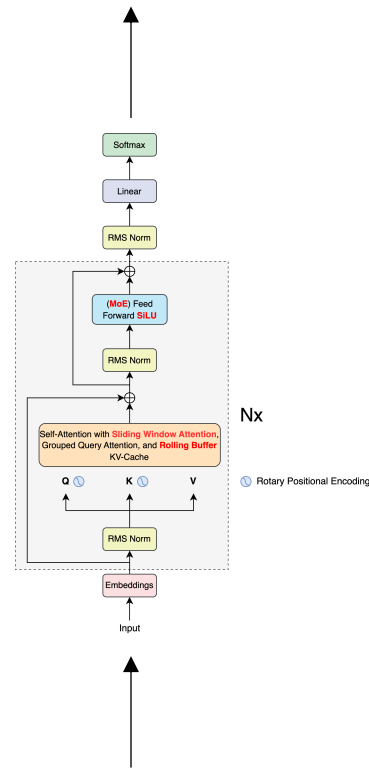 Softmax
Linear
RMS Norm
(MoE) Feed
Forward SiLU
RMS Norm
Nx
Self-Attention with Sliding Window Attention,
Grouped Query Attention, and Rolling Buffer
KV-Cache
Q K V
Rotary Positional Encoding
RMS Norm
Embeddings
Input